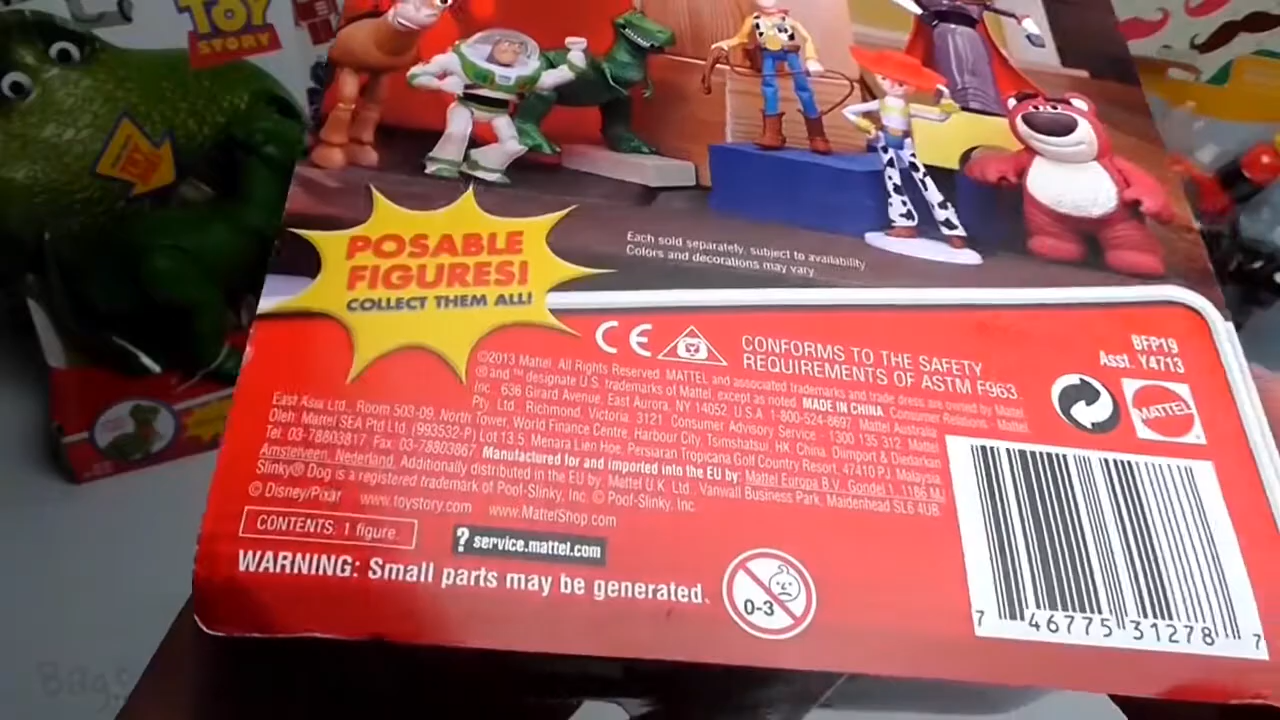 TOY
STORY
POSABLE
FIGURES!
COLLECT THEM ALL!
Each sold separately, subject to availability
Colors and decorations may vary
CE
CONFORMS TO THE SAFETY
REQUIREMENTS OF ASTM F963.
BFP19
Asst. Y4713
MATTEL
©2013 Mattel. All Rights Reserved. MATTEL and associated trademarks and trade dress are owned by Mattel
® and ™ designate U.S. trademarks of Mattel, except as noted. MADE IN CHINA. Consumer Relations - Mattel,
Inc. 636 Girard Avenue, East Aurora, NY 14052, U.S.A. 1-800-524-8697. Mattel Australia
Pty. Ltd., Richmond, Victoria. 3121. Consumer Advisory Service - 1300 135 312. Mattel
East Asia Ltd., Room 503-09, North Tower, World Finance Centre, Harbour City, Tsimshatsui, HK, China. Diimport & Diedarkan
Oleh: Mattel SEA Ptd Ltd. (993532-P) Lot 13.5, Menara Lien Hoe, Persiaran Tropicana Golf Country Resort, 47410 PJ. Malaysia
Tel. 03-78803817, Fax: 03-78803867. Manufactured for and imported into the EU by: Mattel Europa B.V., Gondel 1, 1186 MJ
Amstelveen, Nederland. Additionally distributed in the EU by: Mattel U.K. Ltd., Vanwall Business Park, Maidenhead SL6 4UB.
Slinky® Dog is a registered trademark of Poof-Slinky, Inc. © Poof-Slinky, Inc.
© Disney/Pixar www.toystory.com www.MattelShop.com
CONTENTS: 1 figure.
? service.mattel.com
WARNING: Small parts may be generated.
0-3
7 46775 31278 7